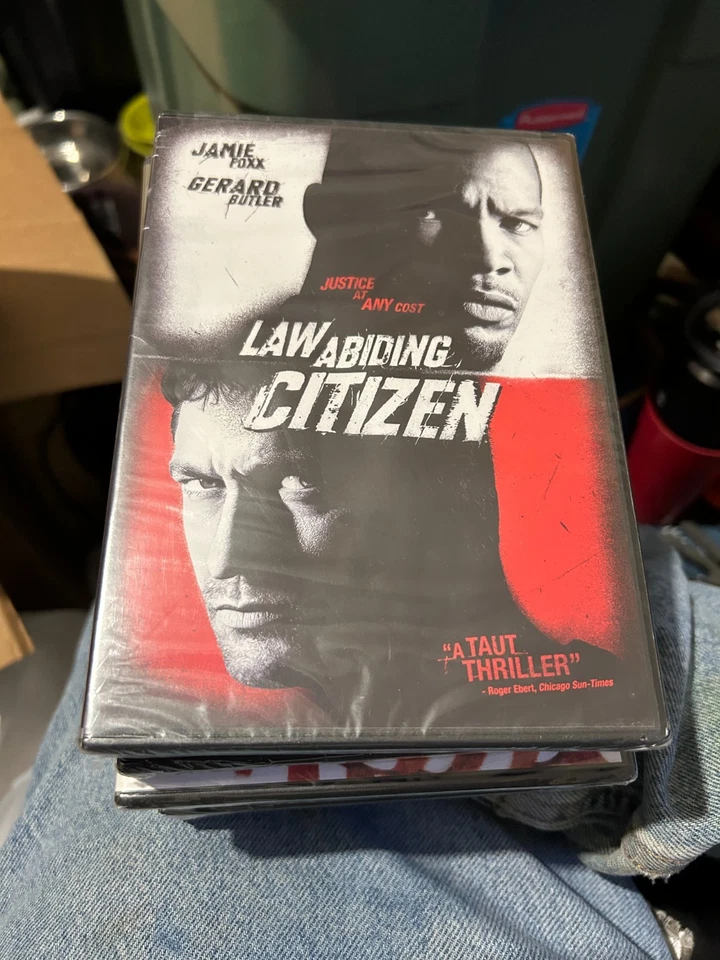 JAMIE
FOXX
GERARD
BUTLER
JUSTICE
AT
ANY COST
LAW ABIDING
CITIZEN
"A TAUT
THRILLER"
- Roger Ebert, Chicago Sun-Times